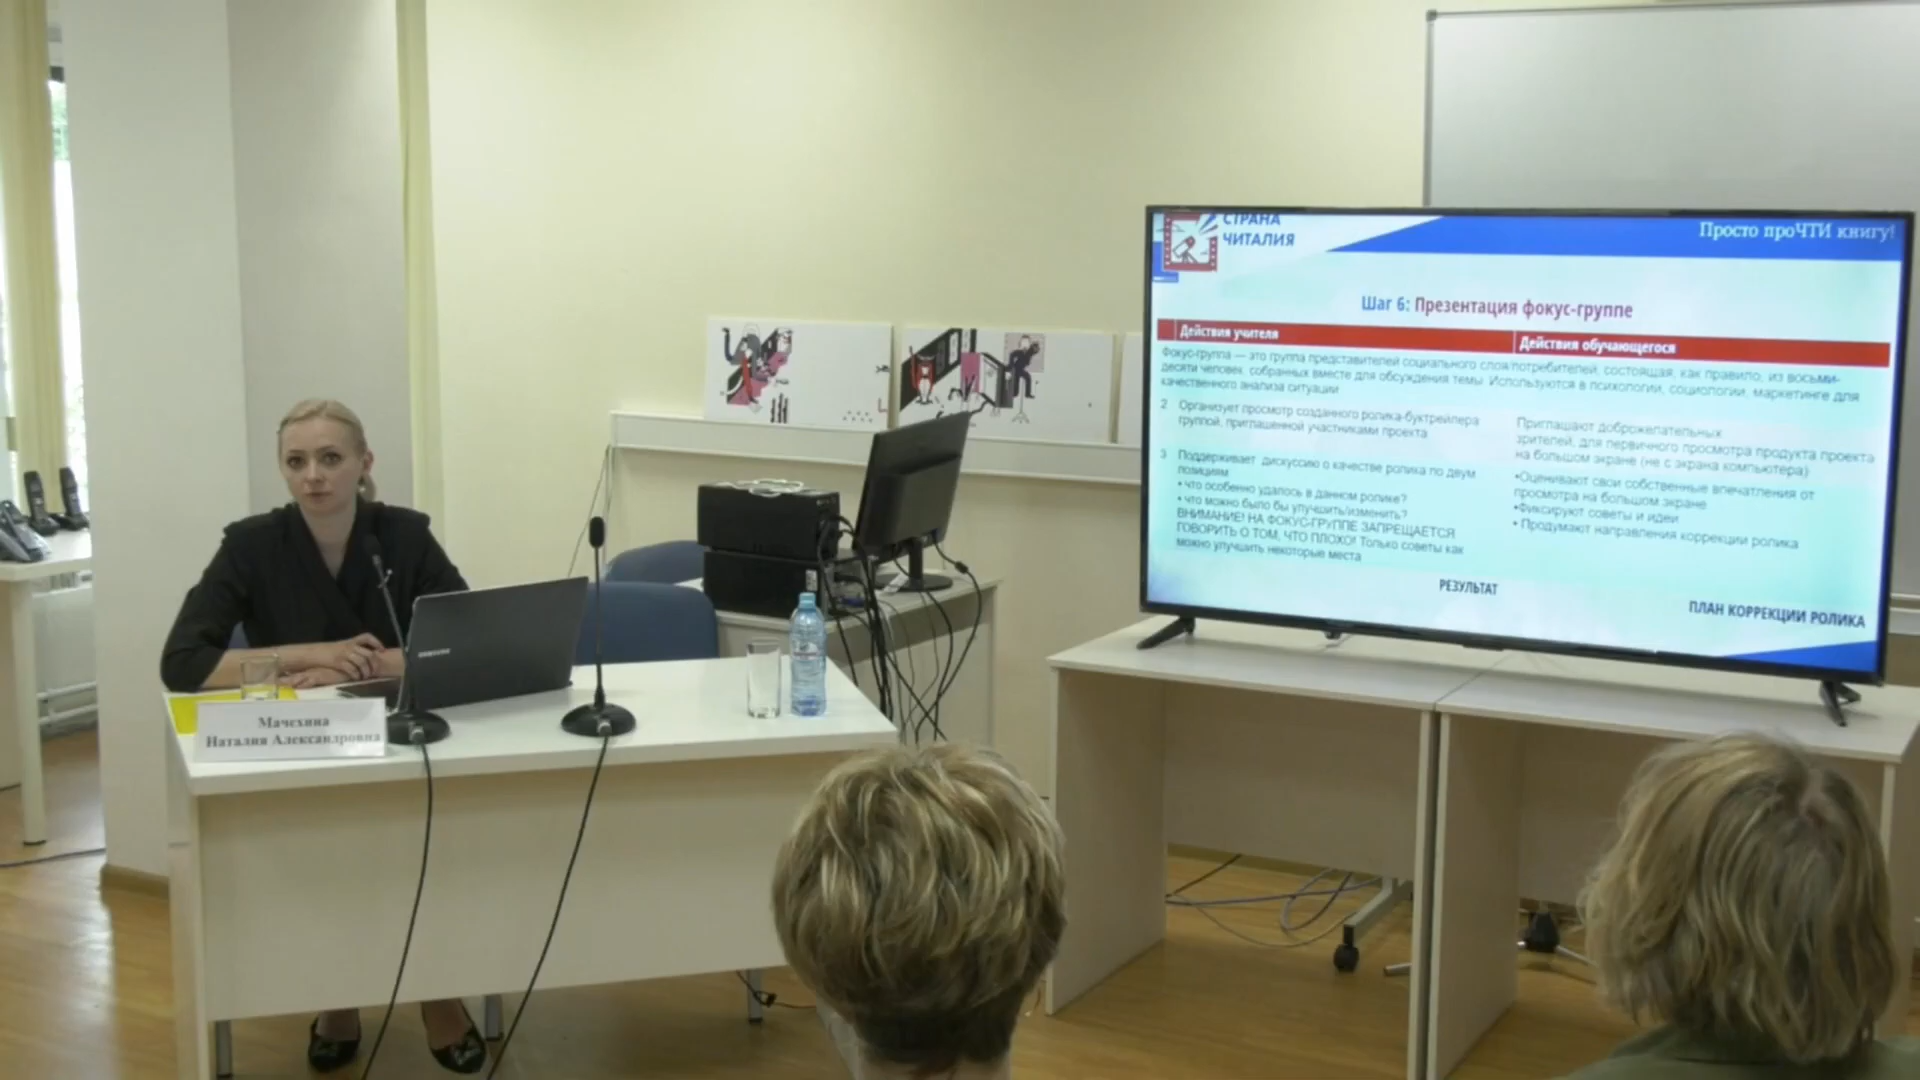 СТРАНА
ЧИТАЛИЯ
Просто проЧТИ книгу!
Шаг 6: Презентация фокус-группе
Действия учителя
Действия обучающегося
Фокус-группа — это группа представителей социального слоя/потребителей, состоящая, как правило, из восьми-
десяти человек, собранных вместе для обсуждения темы. Используются в психологии, социологии, маркетинге для
качественного анализа ситуации
2 Организует просмотр созданного ролика-буктрейлера
группой, приглашенной участниками проекта
Приглашают доброжелательных
зрителей, для первичного просмотра продукта проекта
на большом экране (не с экрана компьютера)
3 Поддерживает дискуссию о качестве ролика по двум
позициям
• что особенно удалось в данном ролике?
• что можно было бы улучшить/изменить?
ВНИМАНИЕ! НА ФОКУС-ГРУППЕ ЗАПРЕЩАЕТСЯ
ГОВОРИТЬ О ТОМ, ЧТО ПЛОХО! Только советы как
можно улучшить некоторые места
•Оценивают свои собственные впечатления от
просмотра на большом экране
•Фиксируют советы и идеи
• Продумают направления коррекции ролика
РЕЗУЛЬТАТ
ПЛАН КОРРЕКЦИИ РОЛИКА
SAMSUNG
Мачехина
Наталия Александровна